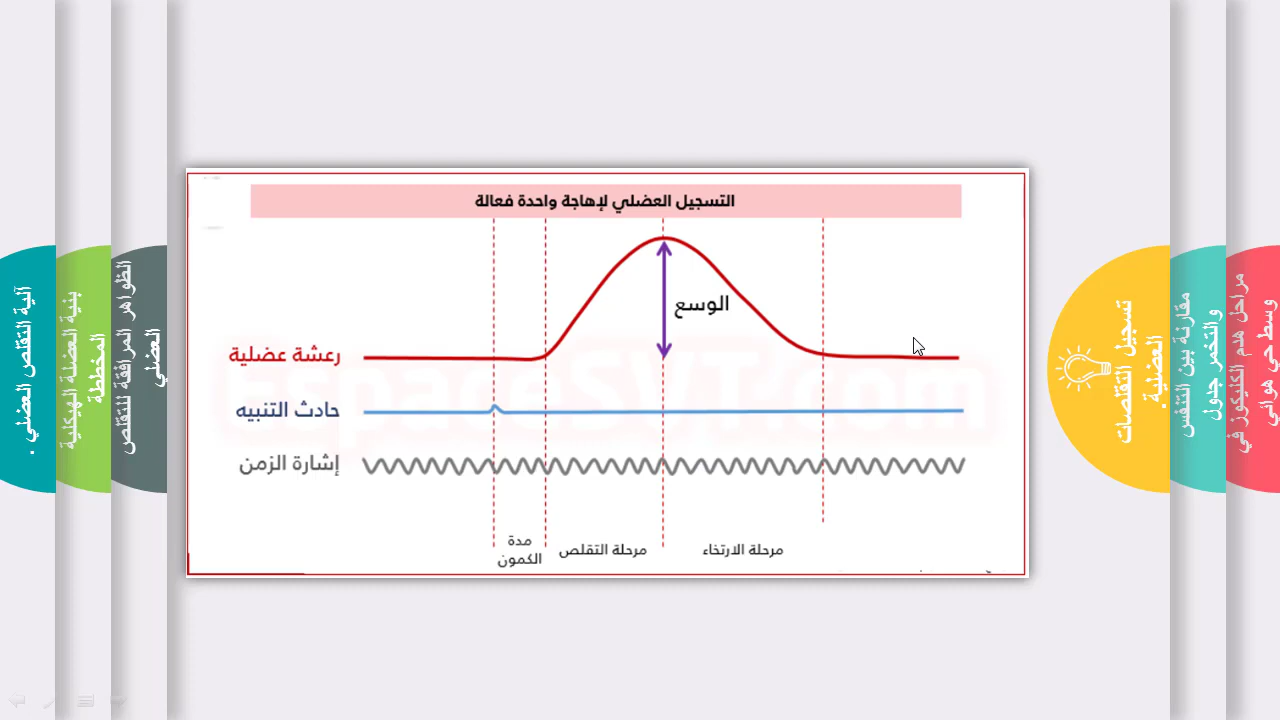 التسجيل العضلي لإهاجة واحدة فعالة
الوسع
رعشة عضلية
حادث التنبيه
إشارة الزمن
مدة
الكمون
مرحلة التقلص
مرحلة الارتخاء
مراحل هدم الكليكوز في
وسط حي هوائي
مقارنة بين التنفس
والتخمر جدول
تسجيل التقلصات
العضلية.
الظواهر المرافقة للتقلص
العضلي
بنية العضلة الهيكلية
المخططة
آلية التقلص العضلي .